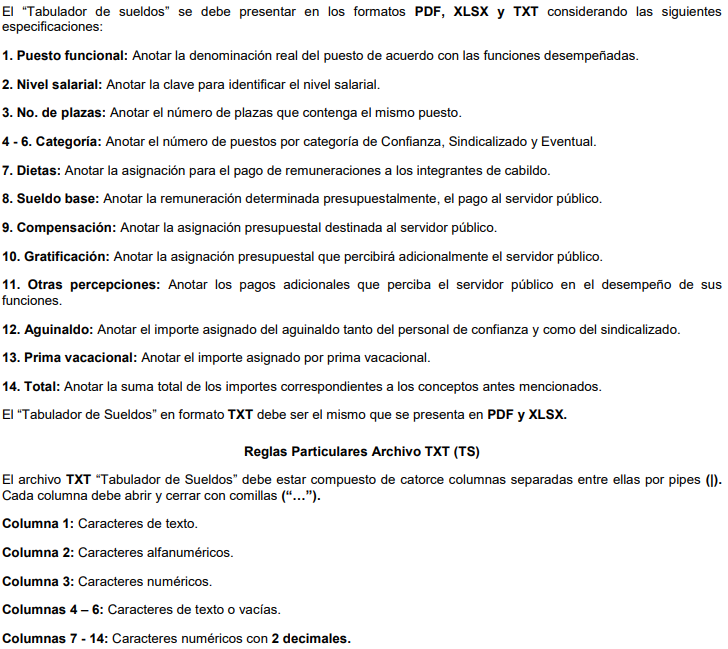 El “Tabulador de sueldos” se debe presentar en los formatos PDF, XLSX y TXT considerando las siguientes
especificaciones:
1. Puesto funcional: Anotar la denominación real del puesto de acuerdo con las funciones desempeñadas.
2. Nivel salarial: Anotar la clave para identificar el nivel salarial.
3. No. de plazas: Anotar el número de plazas que contenga el mismo puesto.
4 - 6. Categoría: Anotar el número de puestos por categoría de Confianza, Sindicalizado y Eventual.
7. Dietas: Anotar la asignación para el pago de remuneraciones a los integrantes de cabildo.
8. Sueldo base: Anotar la remuneración determinada presupuestalmente, el pago al servidor público.
9. Compensación: Anotar la asignación presupuestal destinada al servidor público.
10. Gratificación: Anotar la asignación presupuestal que percibirá adicionalmente el servidor público.
11. Otras percepciones: Anotar los pagos adicionales que perciba el servidor público en el desempeño de sus
funciones.
12. Aguinaldo: Anotar el importe asignado del aguinaldo tanto del personal de confianza y como del sindicalizado.
13. Prima vacacional: Anotar el importe asignado por prima vacacional.
14. Total: Anotar la suma total de los importes correspondientes a los conceptos antes mencionados.
El “Tabulador de Sueldos” en formato TXT debe ser el mismo que se presenta en PDF y XLSX.
Reglas Particulares Archivo TXT (TS)
El archivo TXT “Tabulador de Sueldos” debe estar compuesto de catorce columnas separadas entre ellas por pipes (|).
Cada columna debe abrir y cerrar con comillas (“…”).
Columna 1: Caracteres de texto.
Columna 2: Caracteres alfanuméricos.
Columna 3: Caracteres numéricos.
Columnas 4 – 6: Caracteres de texto o vacías.
Columnas 7 - 14: Caracteres numéricos con 2 decimales.